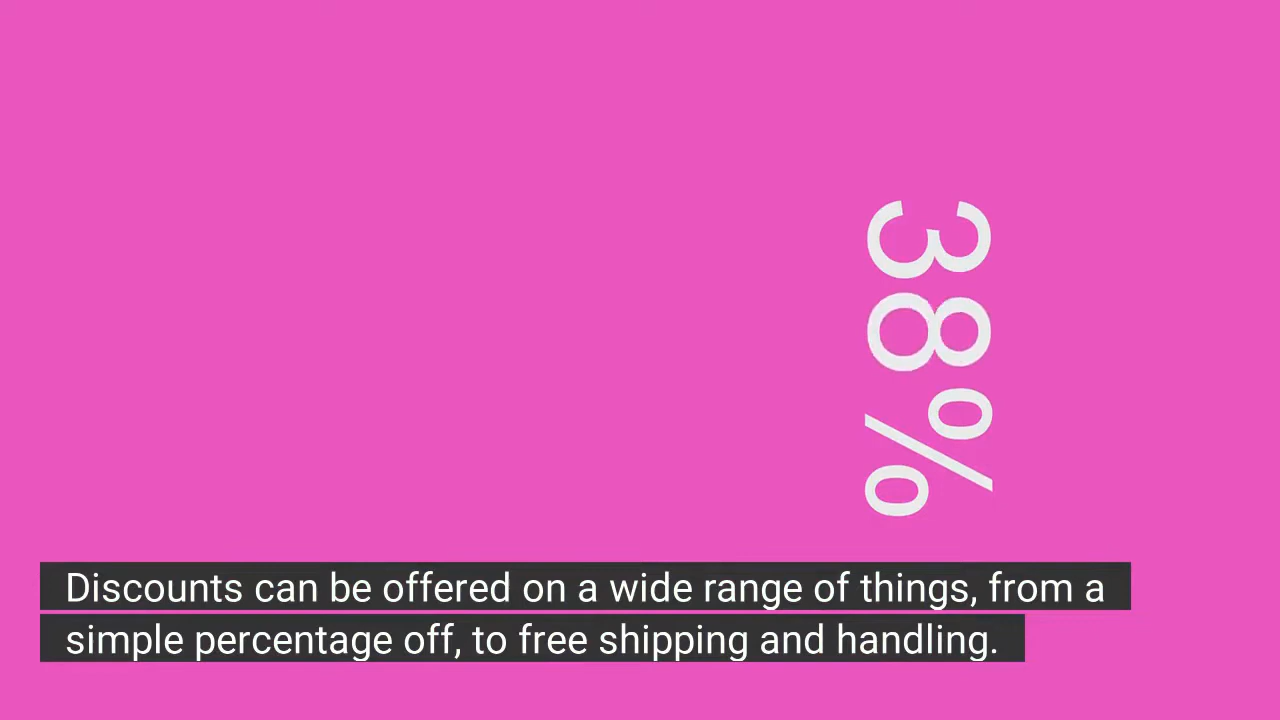 38%
Discounts can be offered on a wide range of things, from a
simple percentage off, to free shipping and handling.